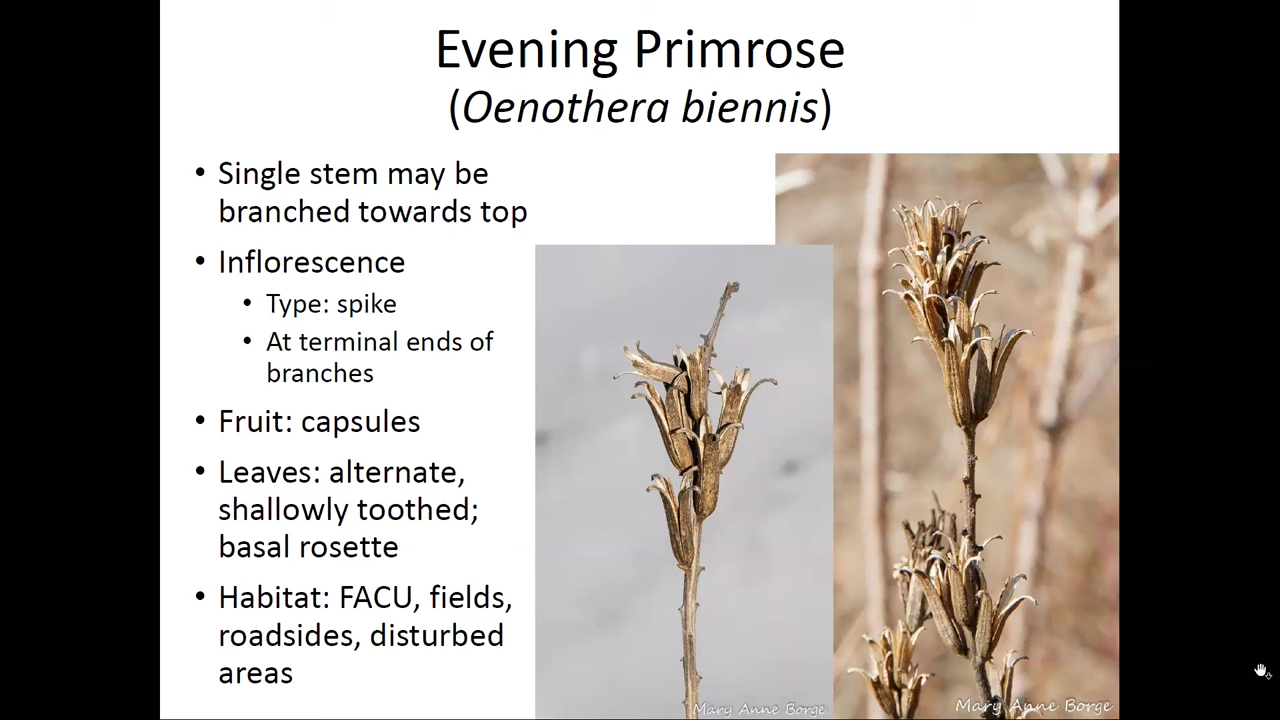 Evening Primrose
(Oenothera biennis)
• Single stem may be
branched towards top
• Inflorescence
• Type: spike
• At terminal ends of
branches
• Fruit: capsules
• Leaves: alternate,
shallowly toothed;
basal rosette
• Habitat: FACU, fields,
roadsides, disturbed
areas
Mary Anne Borge
Mary Anne Borge